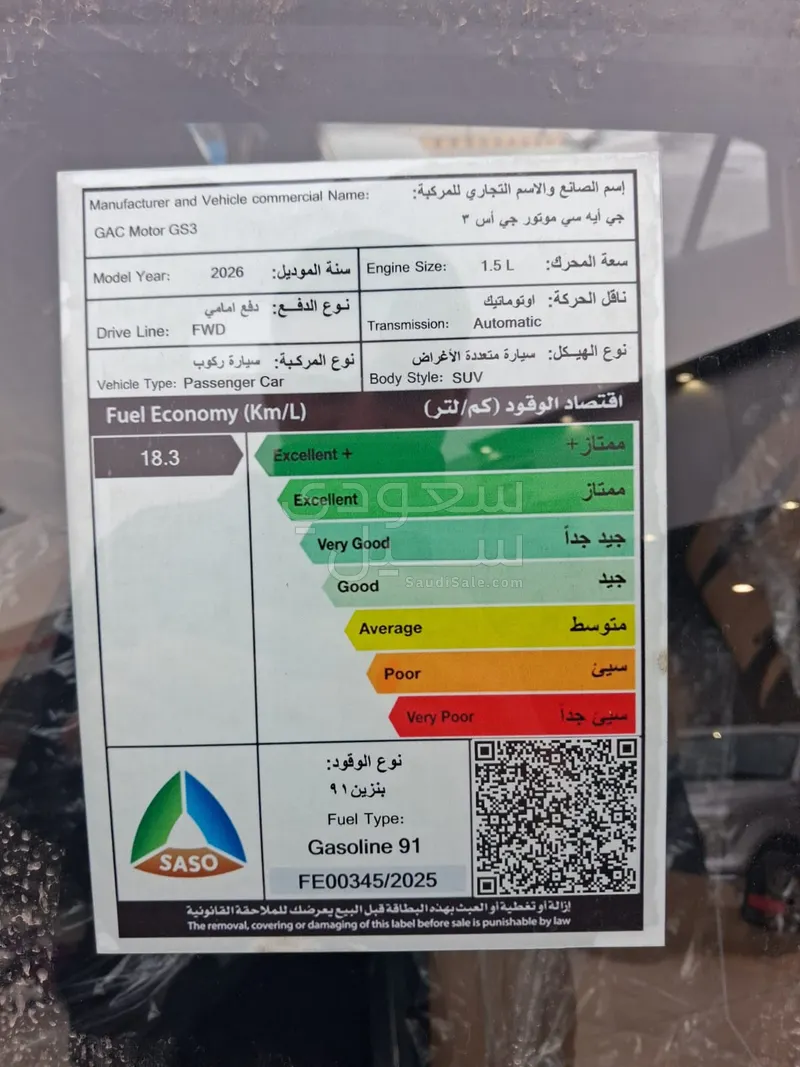 Manufacturer and Vehicle commercial Name: إسم الصانع والاسم التجاري للمركبة:
GAC Motor GS3 جي أيه سي موتور جي أس ٣
Model Year: 2026 سنة الموديل:
Engine Size: 1.5 L سعة المحرك:
نوع الدفع: دفع امامي
Drive Line: FWD
ناقل الحركة: اوتوماتيك
Transmission: Automatic
نوع المركبة: سيارة ركوب
Vehicle Type: Passenger Car
نوع الهيكل: سيارة متعددة الأغراض
Body Style: SUV
Fuel Economy (Km/L) اقتصاد الوقود (كم/لتر)
18.3
Excellent + ممتاز+
Excellent ممتاز
Very Good جيد جداً
Good جيد
Average متوسط
Poor سيئ
Very Poor سيئ جداً
سعودي
سيل
SaudiSale.com
SASO
نوع الوقود:
بنزين ٩١
Fuel Type:
Gasoline 91
FE00345/2025
إزالة أو تغطية أو العبث بهذه البطاقة قبل البيع يعرضك للملاحقة القانونية
The removal, covering or damaging of this label before sale is punishable by law